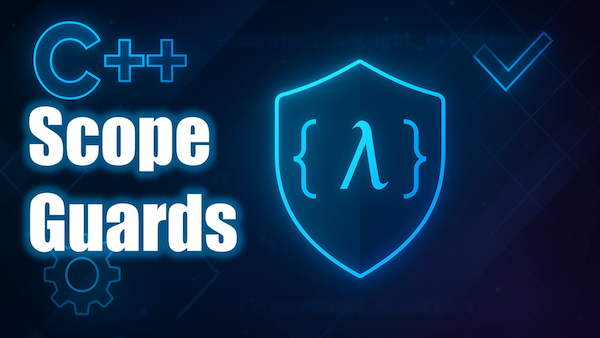 C++
Scope
Guards
{ λ }